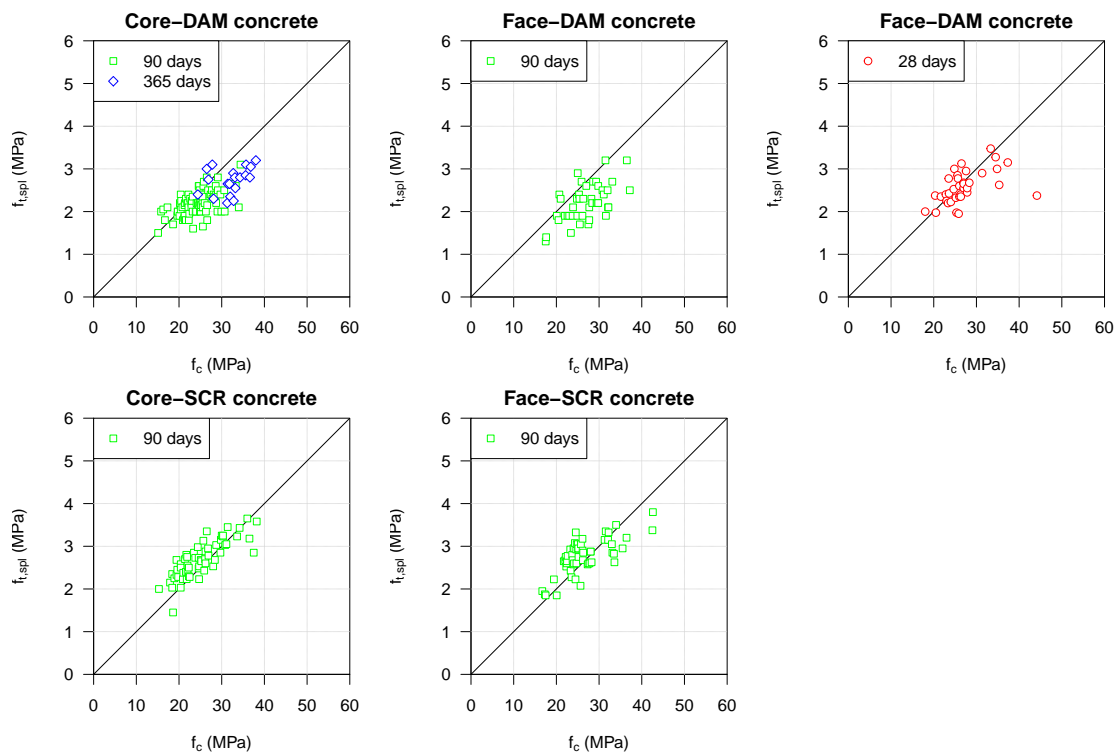 Core−DAM concrete
90 days
365 days
6
5
4
3
2
1
0
f_t,spl (MPa)
0 10 20 30 40 50 60
f_c (MPa)
Face−DAM concrete
90 days
6
5
4
3
2
1
0
f_t,spl (MPa)
0 10 20 30 40 50 60
f_c (MPa)
Face−DAM concrete
28 days
6
5
4
3
2
1
0
f_t,spl (MPa)
0 10 20 30 40 50 60
f_c (MPa)
Core−SCR concrete
90 days
6
5
4
3
2
1
0
f_t,spl (MPa)
0 10 20 30 40 50 60
f_c (MPa)
Face−SCR concrete
90 days
6
5
4
3
2
1
0
f_t,spl (MPa)
0 10 20 30 40 50 60
f_c (MPa)